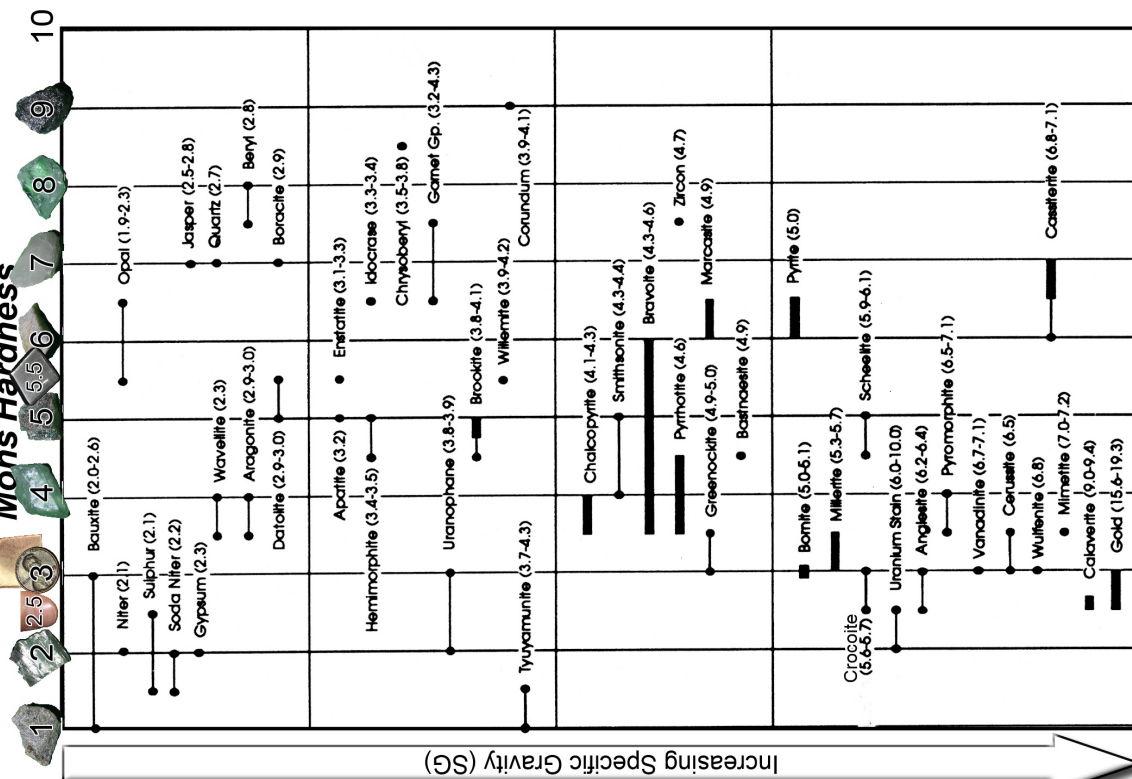 Mohs Hardness
1
2
2.5
3
4
5
5.5
6
7
8
9
10
Increasing Specific Gravity (SG)
Bauxite (2.0-2.6)
Opal (1.9-2.3)
Niter (2.1)
Sulphur (2.1)
Soda Niter (2.2)
Jasper (2.5-2.8)
Gypsum (2.3)
Wavellite (2.3)
Quartz (2.7)
Aragonite (2.9-3.0)
Beryl (2.8)
Datolite (2.9-3.0)
Boracite (2.9)
Apatite (3.2)
Enstatite (3.1-3.3)
Hemimorphite (3.4-3.5)
Idocrase (3.3-3.4)
Chrysoberyl (3.5-3.8)
Garnet Gp. (3.2-4.3)
Uranophane (3.8-3.9)
Brookite (3.8-4.1)
Willemite (3.9-4.2)
Tyuyamunite (3.7-4.3)
Corundum (3.9-4.1)
Chalcopyrite (4.1-4.3)
Smithsonite (4.3-4.4)
Bravoite (4.3-4.6)
Pyrrhotite (4.6)
Zircon (4.7)
Greenockite (4.9-5.0)
Marcasite (4.9)
Bastnaesite (4.9)
Bornite (5.0-5.1)
Pyrite (5.0)
Millerite (5.3-5.7)
Crocoite
(5.6-5.7)
Scheelite (5.9-6.1)
Uranium Stain (6.0-10.0)
Anglesite (6.2-6.4)
Pyromorphite (6.5-7.1)
Vanadinite (6.7-7.1)
Cerussite (6.5)
Wulfenite (6.8)
Cassiterite (6.8-7.1)
Mimetite (7.0-7.2)
Calaverite (9.0-9.4)
Gold (15.6-19.3)